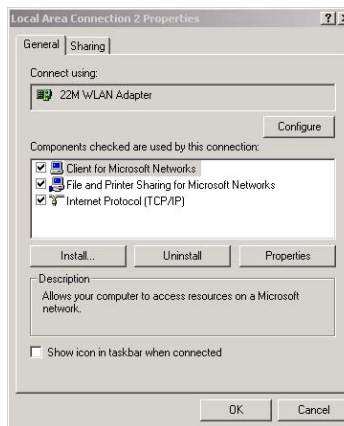 Local Area Connection 2 Properties
General Sharing
Connect using:
22M WLAN Adapter
Configure
Components checked are used by this connection:
Client for Microsoft Networks
File and Printer Sharing for Microsoft Networks
Internet Protocol (TCP/IP)
Install... Uninstall Properties
Description
Allows your computer to access resources on a Microsoft
network.
Show icon in taskbar when connected
OK Cancel